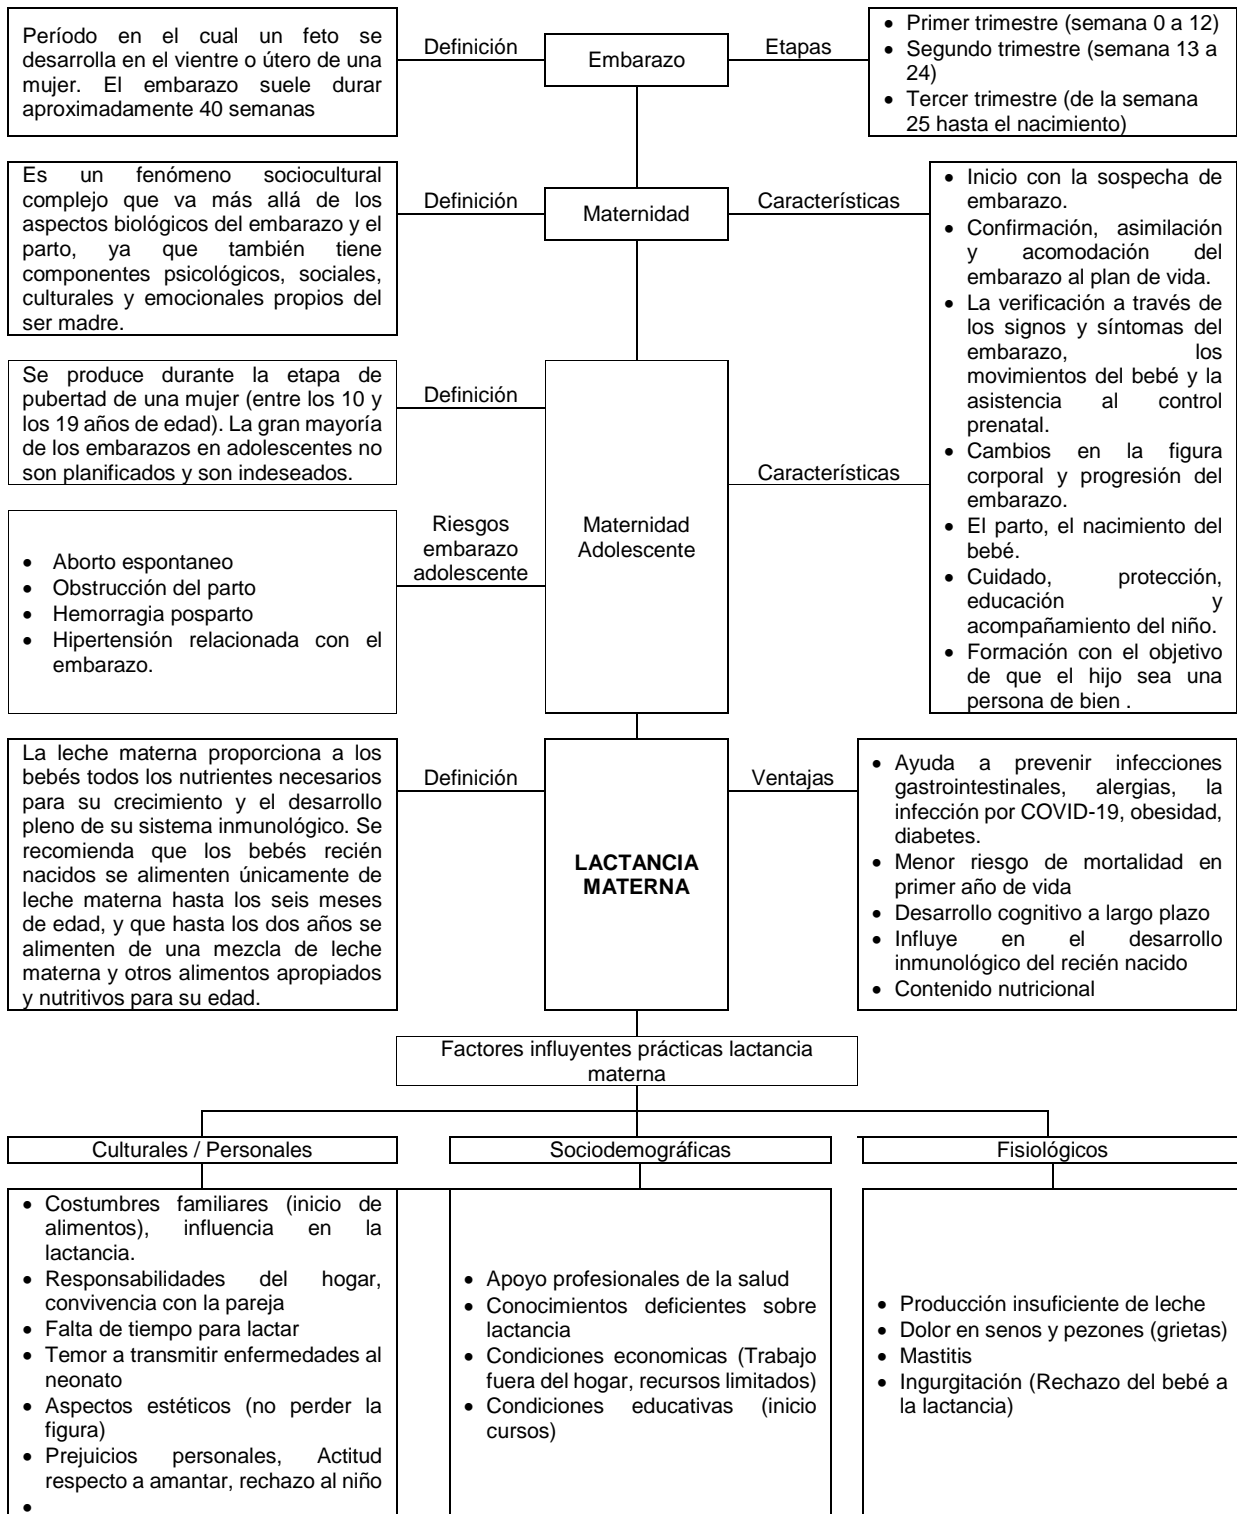 Período en el cual un feto se
desarrolla en el vientre o útero de una
mujer. El embarazo suele durar
aproximadamente 40 semanas
Definición
Embarazo
Etapas
• Primer trimestre (semana 0 a 12)
• Segundo trimestre (semana 13 a
24)
• Tercer trimestre (de la semana
25 hasta el nacimiento)
Es un fenómeno sociocultural
complejo que va más allá de los
aspectos biológicos del embarazo y el
parto, ya que también tiene
componentes psicológicos, sociales,
culturales y emocionales propios del
ser madre.
Definición
Maternidad
Características
• Inicio con la sospecha de
embarazo.
• Confirmación, asimilación
y acomodación del
embarazo al plan de vida.
• La verificación a través de
los signos y síntomas del
embarazo, los
movimientos del bebé y la
asistencia al control
prenatal.
• Cambios en la figura
corporal y progresión del
embarazo.
• El parto, el nacimiento del
bebé.
• Cuidado, protección,
educación y
acompañamiento del niño.
• Formación con el objetivo
de que el hijo sea una
persona de bien .
Se produce durante la etapa de
pubertad de una mujer (entre los 10 y
los 19 años de edad). La gran mayoría
de los embarazos en adolescentes no
son planificados y son indeseados.
Definición
Características
• Aborto espontaneo
• Obstrucción del parto
• Hemorragia posparto
• Hipertensión relacionada con el
embarazo.
Riesgos
embarazo
adolescente
Maternidad
Adolescente
La leche materna proporciona a los
bebés todos los nutrientes necesarios
para su crecimiento y el desarrollo
pleno de su sistema inmunológico. Se
recomienda que los bebés recién
nacidos se alimenten únicamente de
leche materna hasta los seis meses
de edad, y que hasta los dos años se
alimenten de una mezcla de leche
materna y otros alimentos apropiados
y nutritivos para su edad.
Definición
LACTANCIA
MATERNA
Ventajas
• Ayuda a prevenir infecciones
gastrointestinales, alergias, la
infección por COVID-19, obesidad,
diabetes.
• Menor riesgo de mortalidad en
primer año de vida
• Desarrollo cognitivo a largo plazo
• Influye en el desarrollo
inmunológico del recién nacido
• Contenido nutricional
Factores influyentes prácticas lactancia
materna
Culturales / Personales
• Costumbres familiares (inicio de
alimentos), influencia en la
lactancia.
• Responsabilidades del hogar,
convivencia con la pareja
• Falta de tiempo para lactar
• Temor a transmitir enfermedades al
neonato
• Aspectos estéticos (no perder la
figura)
• Prejuicios personales, Actitud
respecto a amantar, rechazo al niño
•
Sociodemográficas
• Apoyo profesionales de la salud
• Conocimientos deficientes sobre
lactancia
• Condiciones economicas (Trabajo
fuera del hogar, recursos limitados)
• Condiciones educativas (inicio
cursos)
Fisiológicos
• Producción insuficiente de leche
• Dolor en senos y pezones (grietas)
• Mastitis
• Ingurgitación (Rechazo del bebé a
la lactancia)